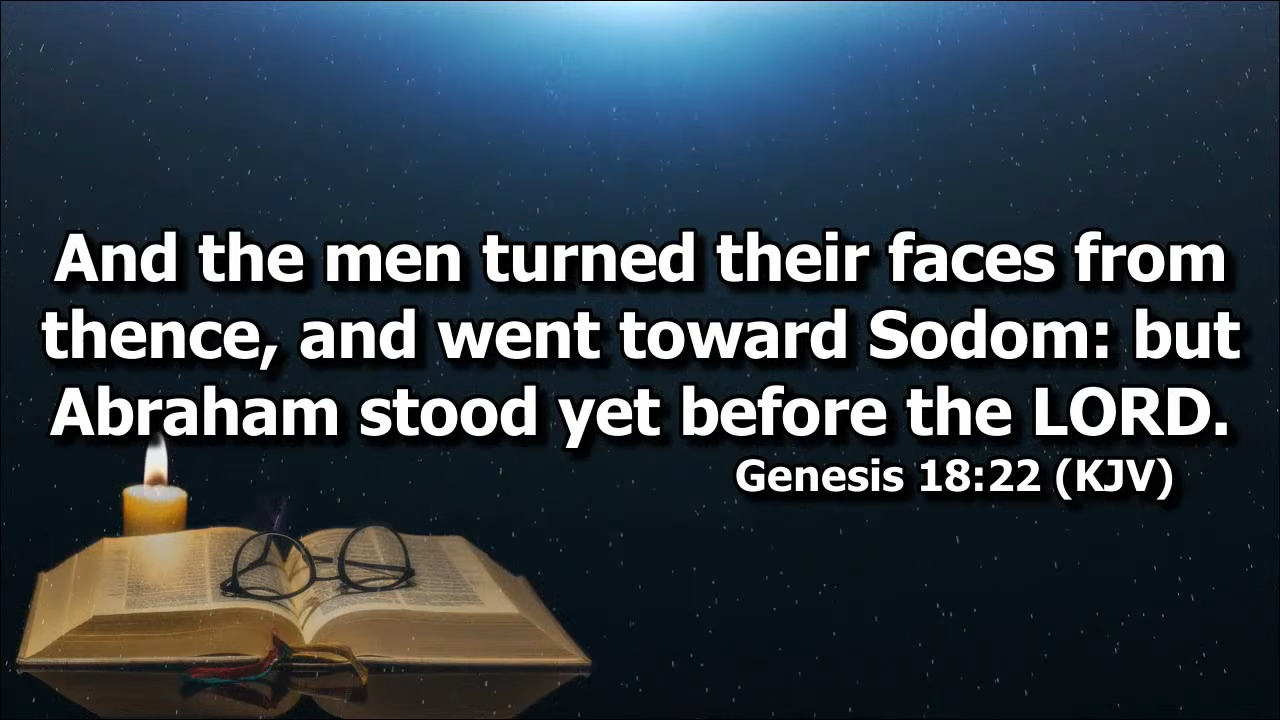 And the men turned their faces from
thence, and went toward Sodom: but
Abraham stood yet before the LORD.
Genesis 18:22 (KJV)